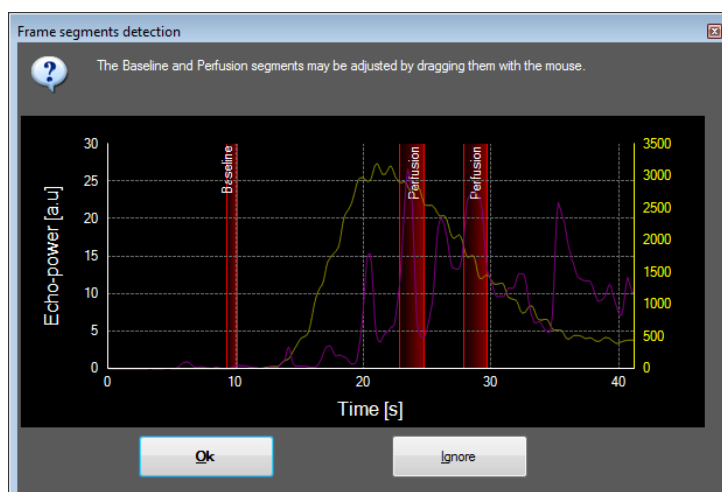 Frame segments detection
The Baseline and Perfusion segments may be adjusted by dragging them with the mouse.
Echo-power [a.u]
30
25
20
15
10
5
0
Baseline
Perfusion
Perfusion
3500
3000
2500
2000
1500
1000
500
0
0 10 20 30 40
Time [s]
Ok Ignore